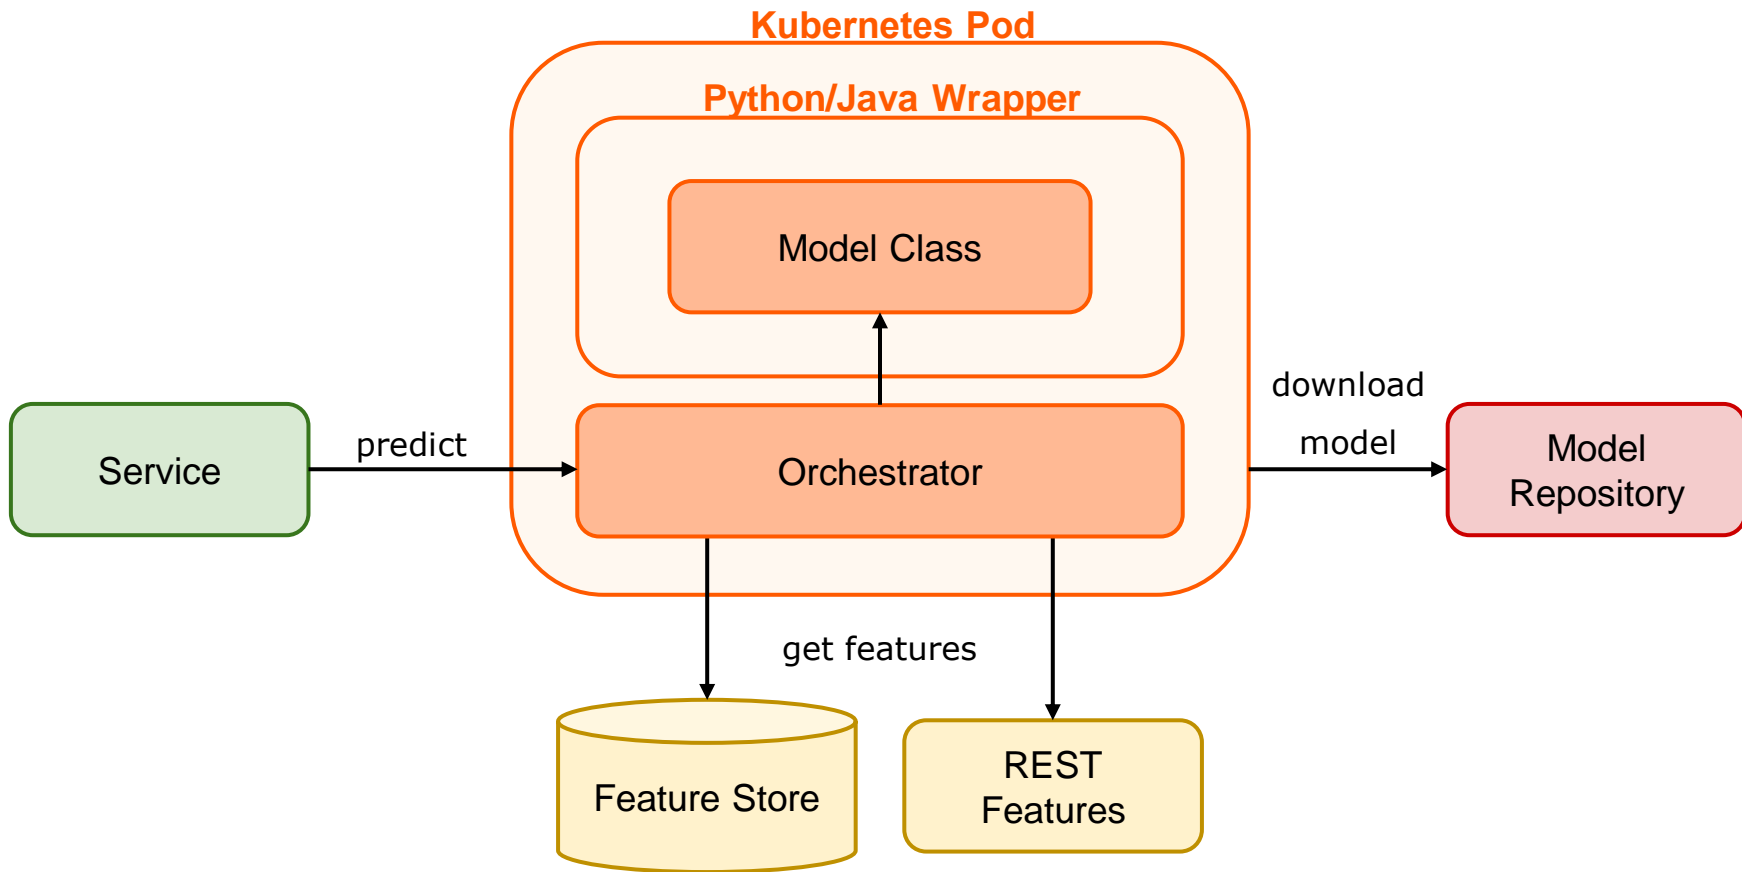 Kubernetes Pod
Python/Java Wrapper
Model Class
Service
predict
Orchestrator
download
model
Model
Repository
get features
Feature Store
REST
Features